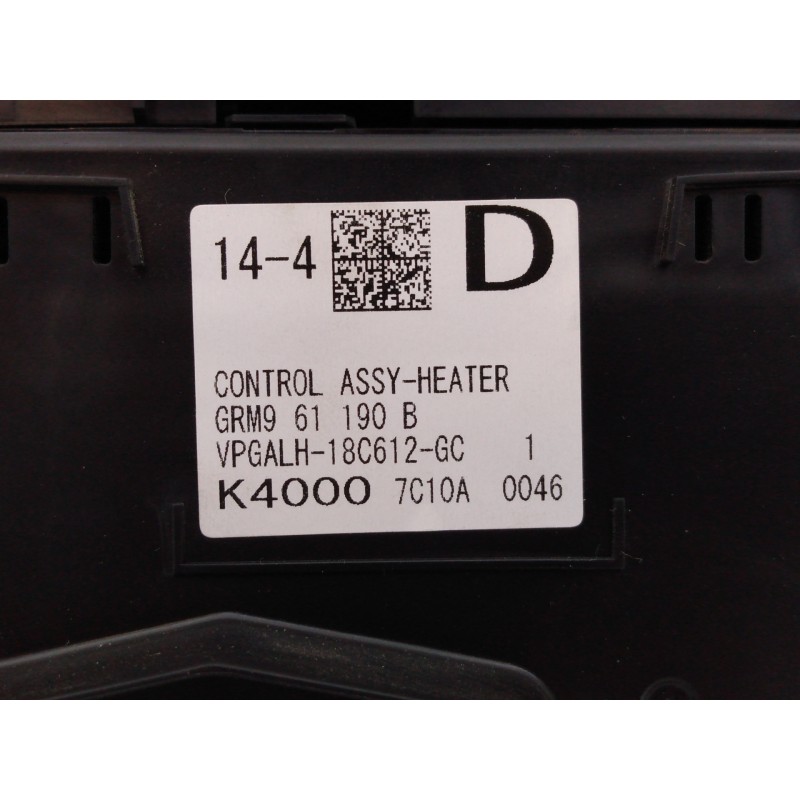 14-4 D
CONTROL ASSY-HEATER
GRM9 61 190 B
VPGALH-18C612-GC 1
K4000 7C10A 0046